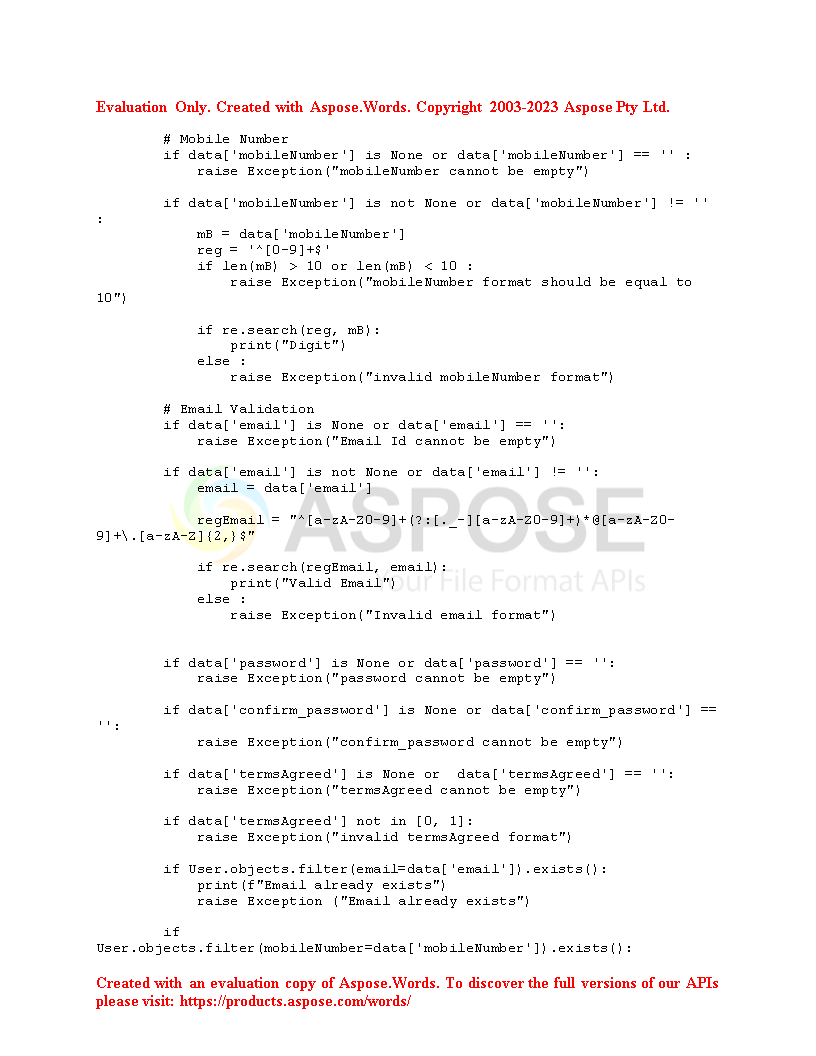 Evaluation Only. Created with Aspose.Words. Copyright 2003-2023 Aspose Pty Ltd.
# Mobile Number
if data['mobileNumber'] is None or data['mobileNumber'] == '' :
raise Exception("mobileNumber cannot be empty")
if data['mobileNumber'] is not None or data['mobileNumber'] != ''
:
mB = data['mobileNumber']
reg = '^[0-9]+$'
if len(mB) > 10 or len(mB) < 10 :
raise Exception("mobileNumber format should be equal to
10")
if re.search(reg, mB):
print("Digit")
else :
raise Exception("invalid mobileNumber format")
# Email Validation
if data['email'] is None or data['email'] == '':
raise Exception("Email Id cannot be empty")
if data['email'] is not None or data['email'] != '':
email = data['email']
ASPOSE
regEmail = "^[a-zA-Z0-9]+(?:[._-][a-zA-Z0-9]+)*@[a-zA-Z0-
9]+\.[a-zA-Z]{2,}$"
if re.search(regEmail, email):
Your File Format APIs
print("Valid Email")
else :
raise Exception("Invalid email format")
if data['password'] is None or data['password'] == '':
raise Exception("password cannot be empty")
if data['confirm_password'] is None or data['confirm_password'] ==
'':
raise Exception("confirm_password cannot be empty")
if data['termsAgreed'] is None or  data['termsAgreed'] == '':
raise Exception("termsAgreed cannot be empty")
if data['termsAgreed'] not in [0, 1]:
raise Exception("invalid termsAgreed format")
if User.objects.filter(email=data['email']).exists():
print(f"Email already exists")
raise Exception ("Email already exists")
if
User.objects.filter(mobileNumber=data['mobileNumber']).exists():
Created with an evaluation copy of Aspose.Words. To discover the full versions of our APIs
please visit: https://products.aspose.com/words/